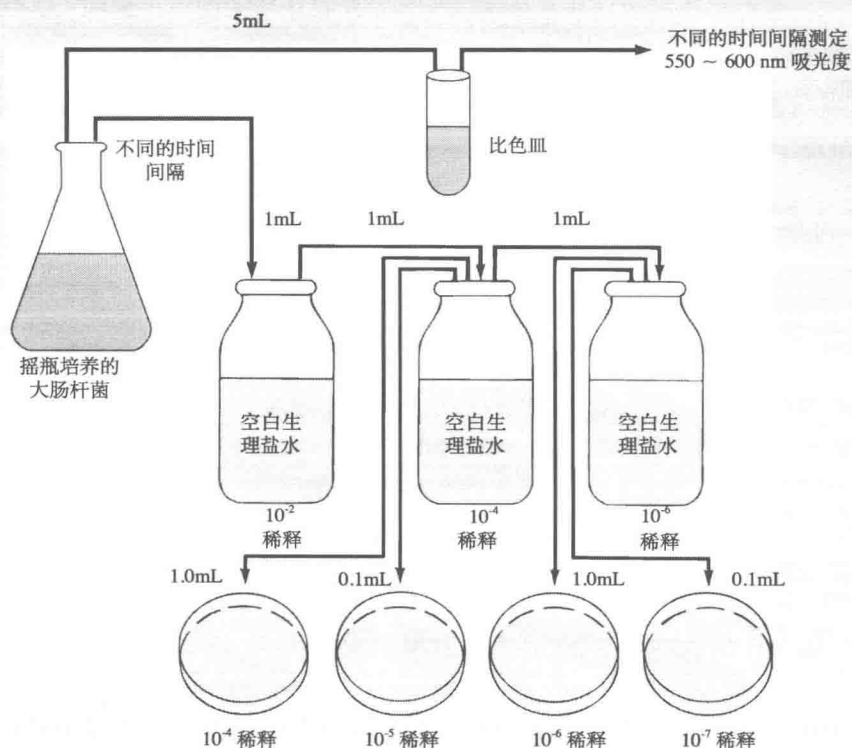 5mL
不同的时间间隔测定
550 ~ 600 nm 吸光度
不同的时间
间隔
比色皿
1mL
1mL
1mL
摇瓶培养的
大肠杆菌
空白生
理盐水
空白生
理盐水
空白生
理盐水
10⁻²
稀释
10⁻⁴
稀释
10⁻⁶
稀释
1.0mL
0.1mL
1.0mL
0.1mL
10⁻⁴ 稀释
10⁻⁵ 稀释
10⁻⁶ 稀释
10⁻⁷ 稀释